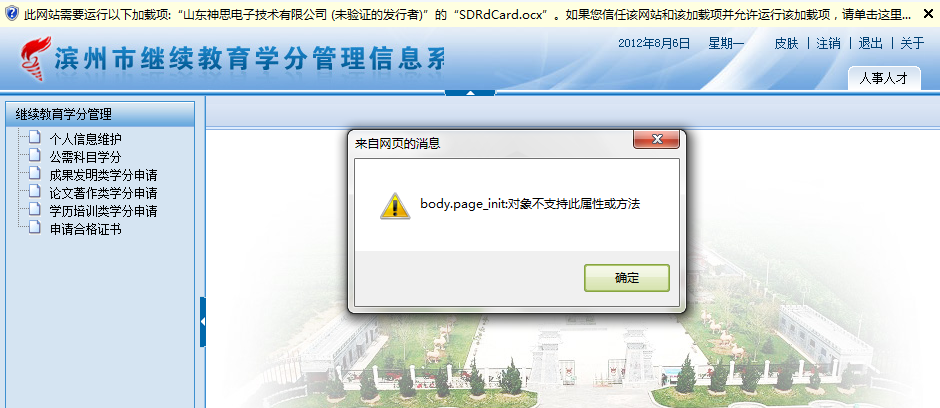 此网站需要运行以下加载项:“山东神思电子技术有限公司 (未验证的发行者)”的“SDRdCard.ocx”。如果您信任该网站和该加载项并允许运行该加载项，请单击这里...
滨州市继续教育学分管理信息系
2012年8月6日 星期一 皮肤 | 注销 | 退出 | 关于
人事人才
继续教育学分管理
个人信息维护
公需科目学分
成果发明类学分申请
论文著作类学分申请
学历培训类学分申请
申请合格证书
来自网页的消息
body.page_init:对象不支持此属性或方法
确定